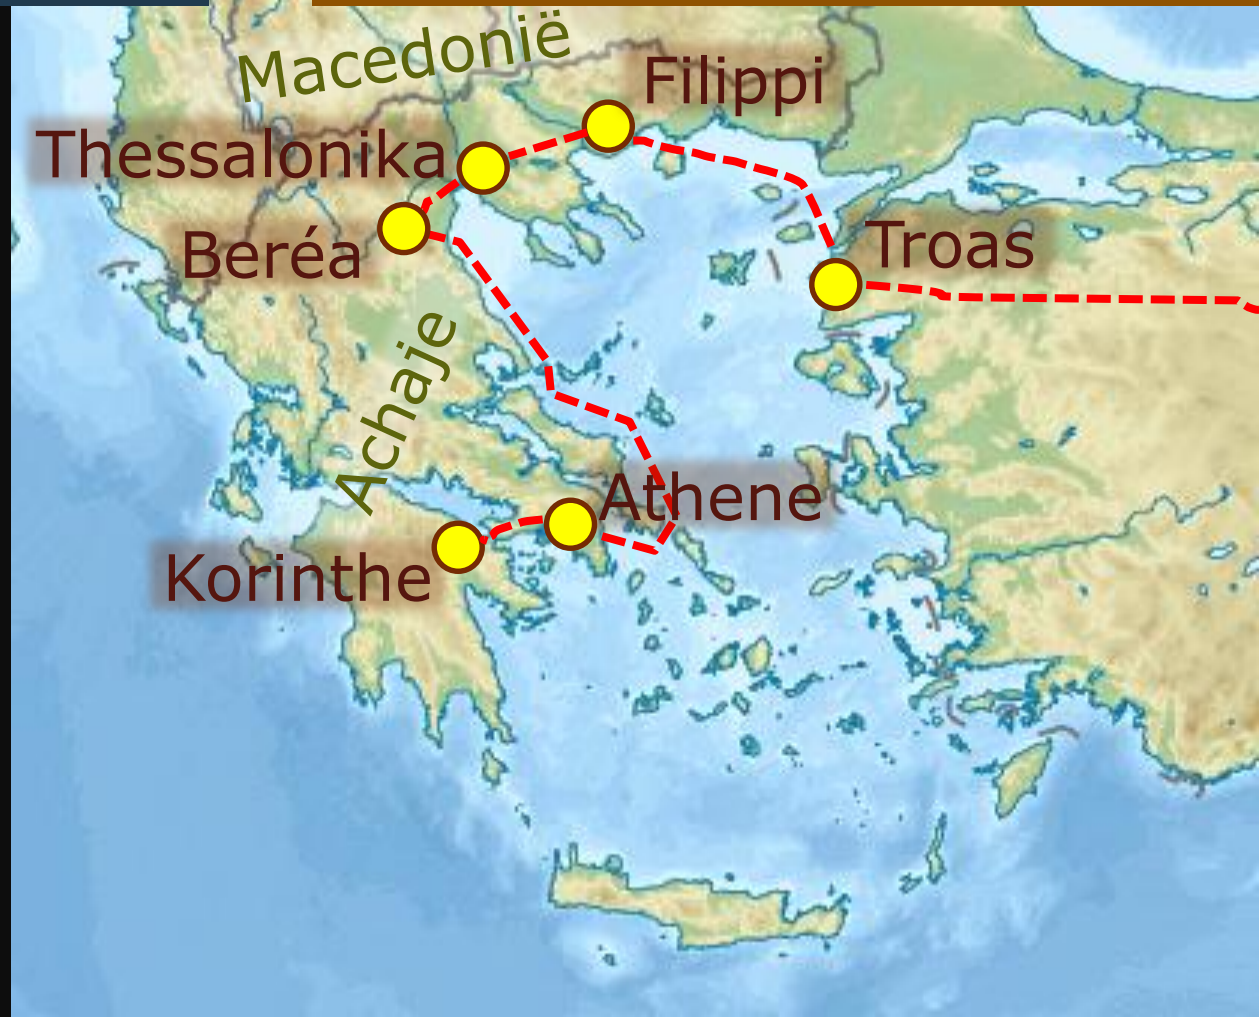 Macedonië
Filippi
Thessalonika
Beréa
Troas
Achaje
Athene
Korinthe